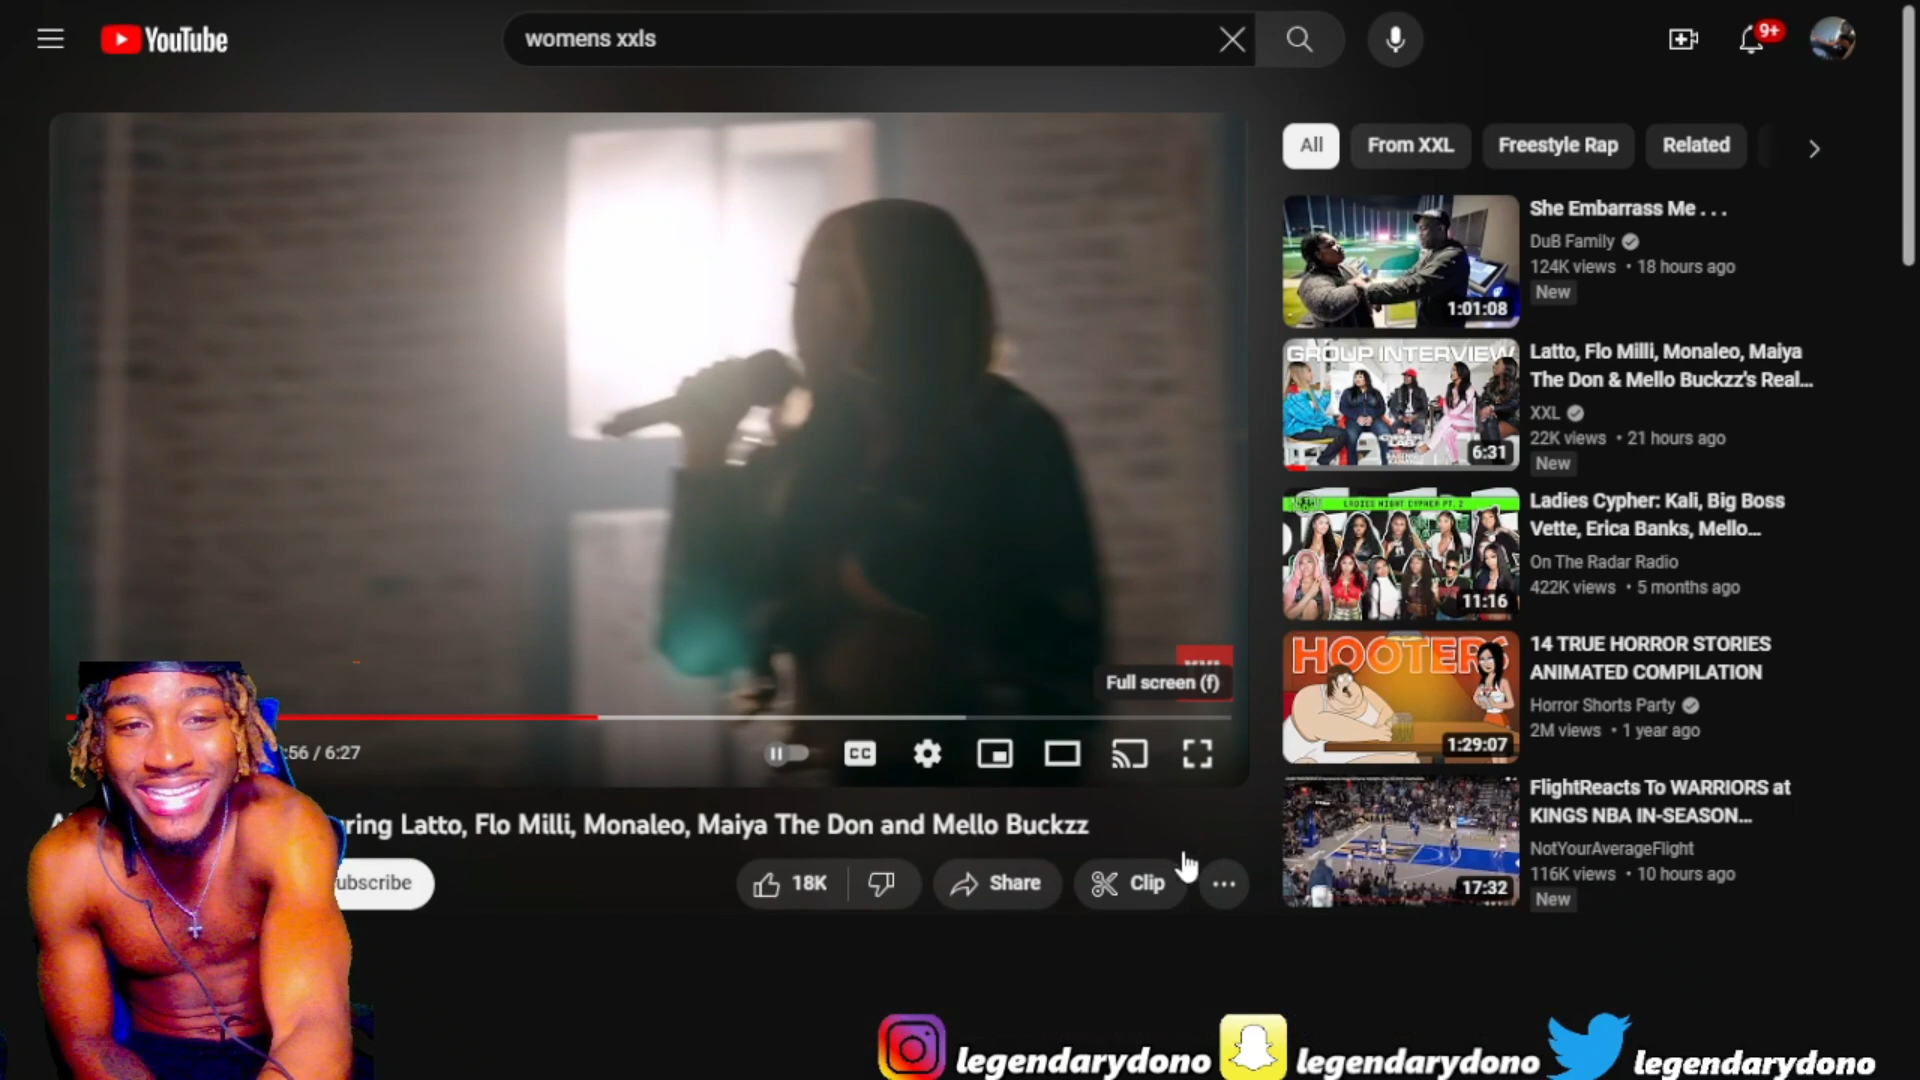 YouTube
womens xxls
9+
All
From XXL
Freestyle Rap
Related
She Embarrass Me . . .
DuB Family
124K views • 18 hours ago
New
1:01:08
GROUP INTERVIEW
6:31
Latto, Flo Milli, Monaleo, Maiya
The Don & Mello Buckzz's Real...
XXL
22K views • 21 hours ago
New
LADIES NIGHT CYPHER PT. 2
11:16
Ladies Cypher: Kali, Big Boss
Vette, Erica Banks, Mello...
On The Radar Radio
422K views • 5 months ago
HOOTERS
1:29:07
14 TRUE HORROR STORIES
ANIMATED COMPILATION
Horror Shorts Party
2M views • 1 year ago
17:32
FlightReacts To WARRIORS at
KINGS NBA IN-SEASON...
NotYourAverageFlight
116K views • 10 hours ago
New
Full screen (f)
:56 / 6:27
CC
ring Latto, Flo Milli, Monaleo, Maiya The Don and Mello Buckzz
ubscribe
18K
Share
Clip
legendarydono
legendarydono
legendarydono